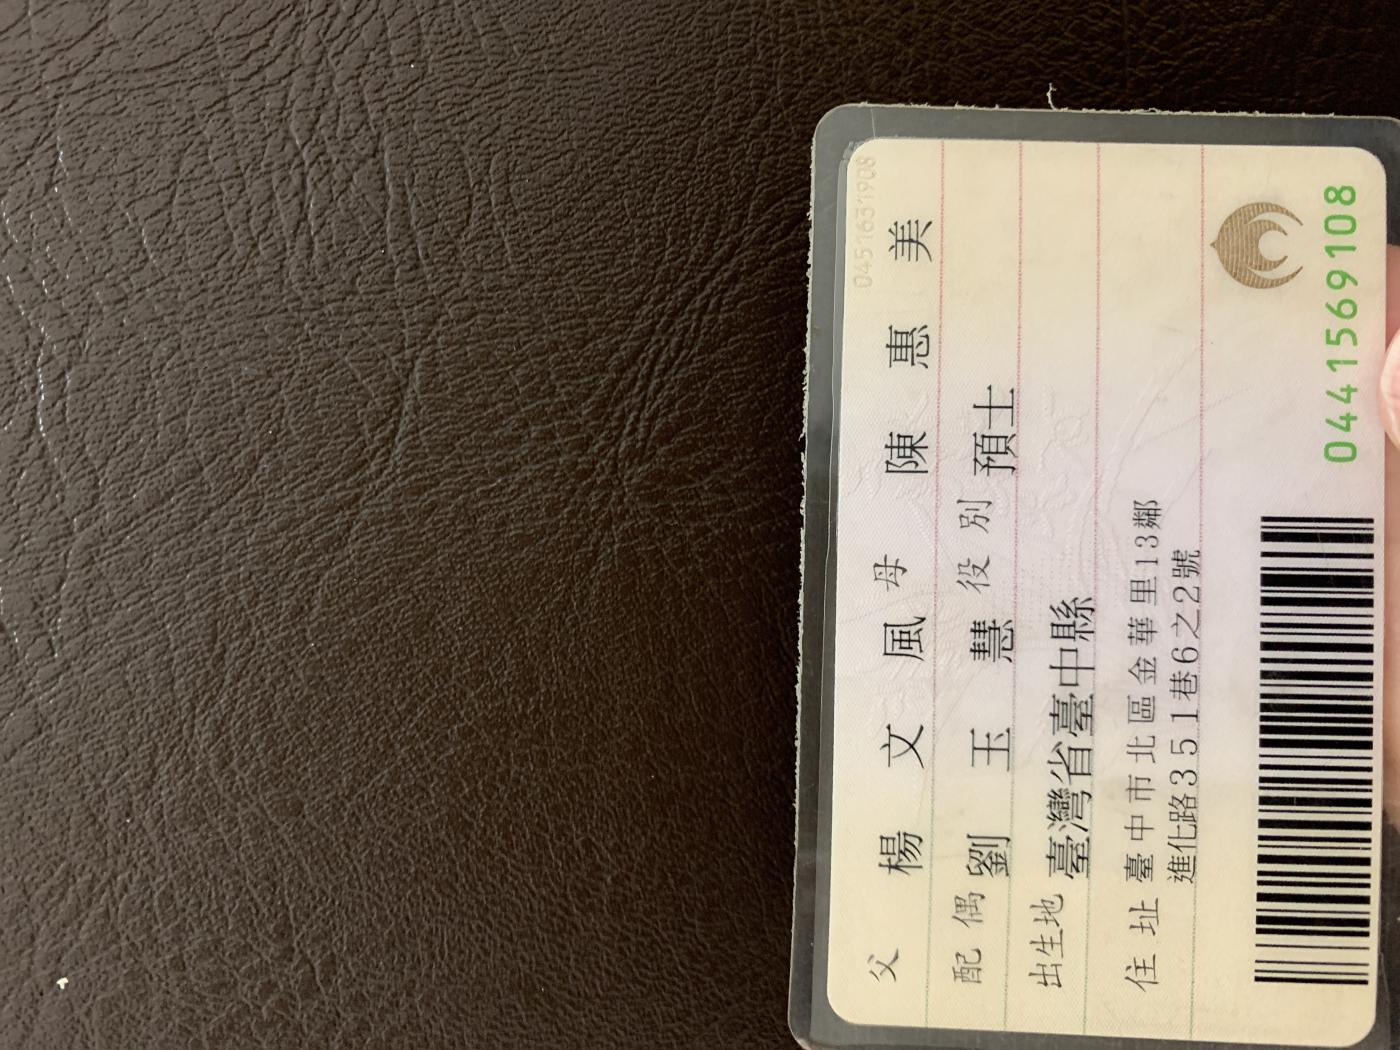 0451631908
父 楊文風 母 陳惠美
配偶 劉玉慧 役別 預士
出生地 臺灣省臺中縣
住址 臺中市北區金華里13鄰
進化路351巷6之2號
0441569108